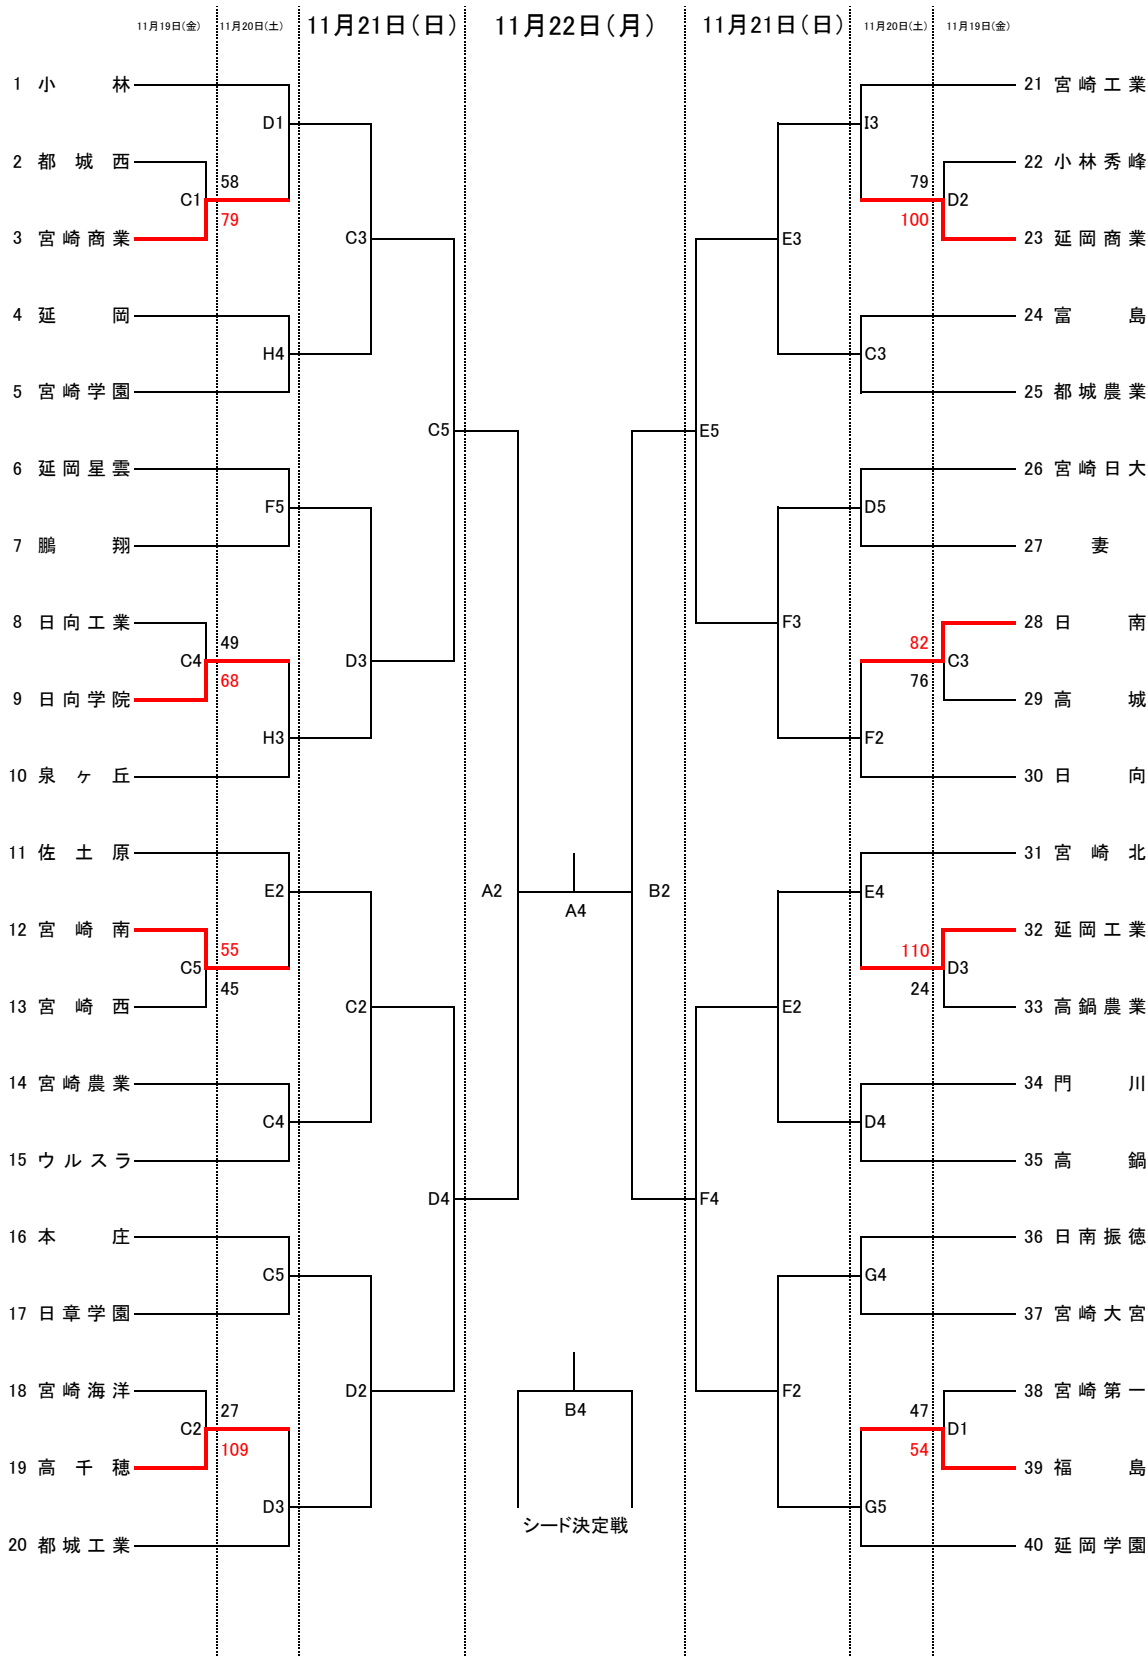 11月19日(金) 11月20日(土) 11月21日(日) 11月22日(月) 11月21日(日) 11月20日(土) 11月19日(金)
1 小林 21 宮崎工業
D1 I3
2 都城西 22 小林秀峰
58 79
C1 D2
79 100
3 宮崎商業 C3 E3 23 延岡商業
4 延岡 24 富島
H4 C3
5 宮崎学園 25 都城農業
C5 E5
6 延岡星雲 26 宮崎日大
F5 D5
7 鵬翔 27 妻
8 日向工業 F3 28 日南
49 82
C4 D3 C3
68 76
9 日向学院 29 高城
H3 F2
10 泉ヶ丘 30 日向
11 佐土原 31 宮崎北
E2 A2 B2 E4
A4
12 宮崎南 32 延岡工業
55 110
C5 D3
45 24
13 宮崎西 C2 E2 33 高鍋農業
14 宮崎農業 34 門川
C4 D4
15 ウルスラ 35 高鍋
D4 F4
16 本庄 36 日南振徳
C5 G4
17 日章学園 37 宮崎大宮
18 宮崎海洋 D2 F2 38 宮崎第一
27 B4 47
C2 D1
109 54
19 高千穂 39 福島
D3 G5
シード決定戦
20 都城工業 40 延岡学園